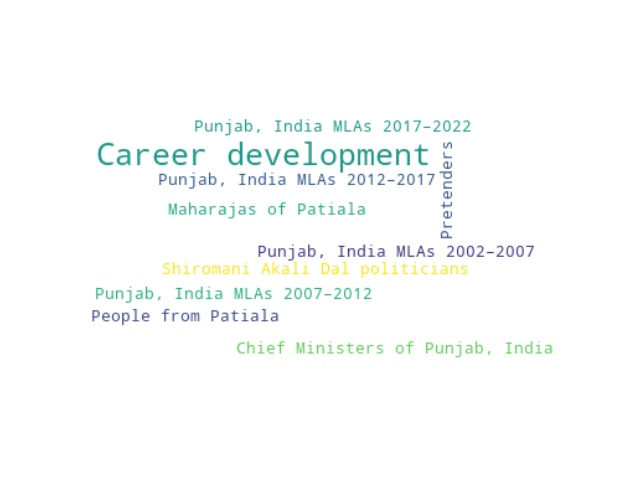 Punjab, India MLAs 2017–2022
Career development
Pretenders
Punjab, India MLAs 2012–2017
Maharajas of Patiala
Punjab, India MLAs 2002–2007
Shiromani Akali Dal politicians
Punjab, India MLAs 2007–2012
People from Patiala
Chief Ministers of Punjab, India